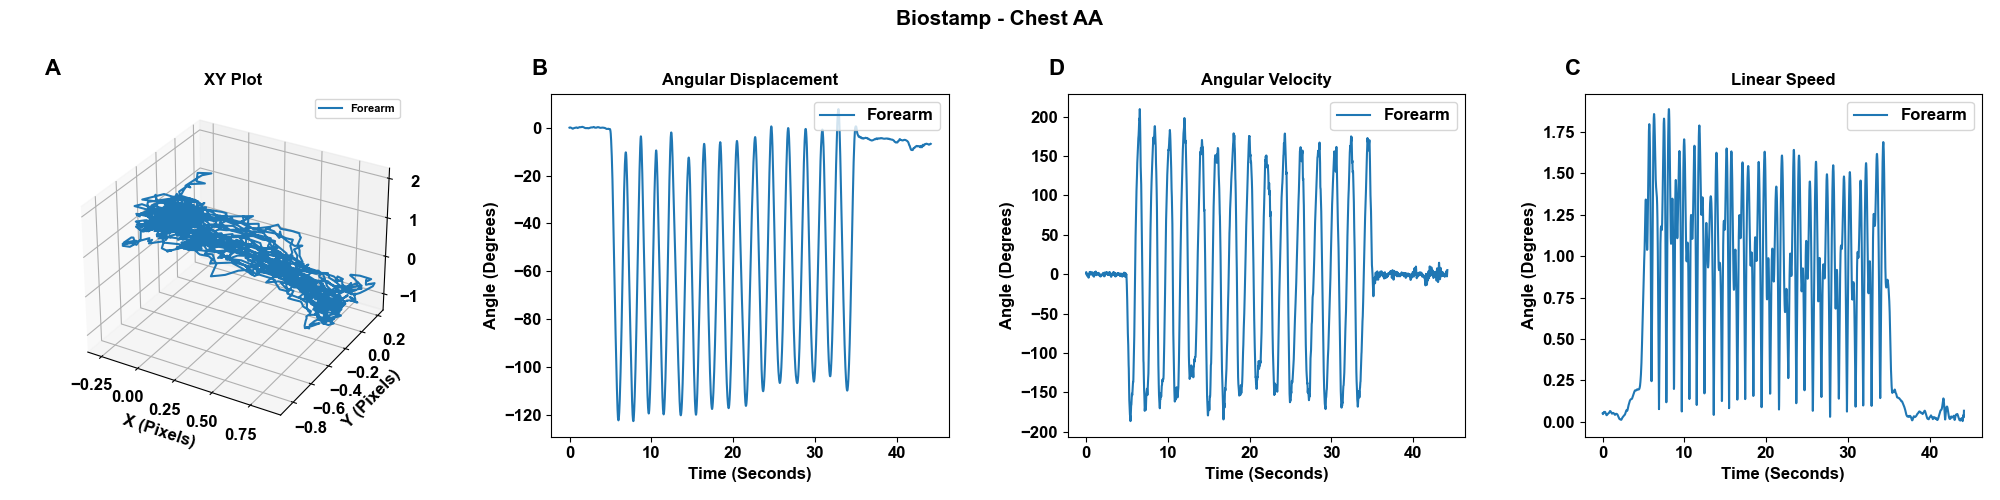 Biostamp - Chest AA
A
XY Plot
Forearm
2
1
0
−1
0.2
0.0
−0.2
−0.4
−0.6
−0.8
Y (Pixels)
−0.25
0.00
0.25
0.50
0.75
X (Pixels)
B
Angular Displacement
Forearm
0
−20
−40
−60
−80
−100
−120
Angle (Degrees)
0 10 20 30 40
Time (Seconds)
D
Angular Velocity
Forearm
200
150
100
50
0
−50
−100
−150
−200
Angle (Degrees)
0 10 20 30 40
Time (Seconds)
C
Linear Speed
Forearm
1.75
1.50
1.25
1.00
0.75
0.50
0.25
0.00
Angle (Degrees)
0 10 20 30 40
Time (Seconds)